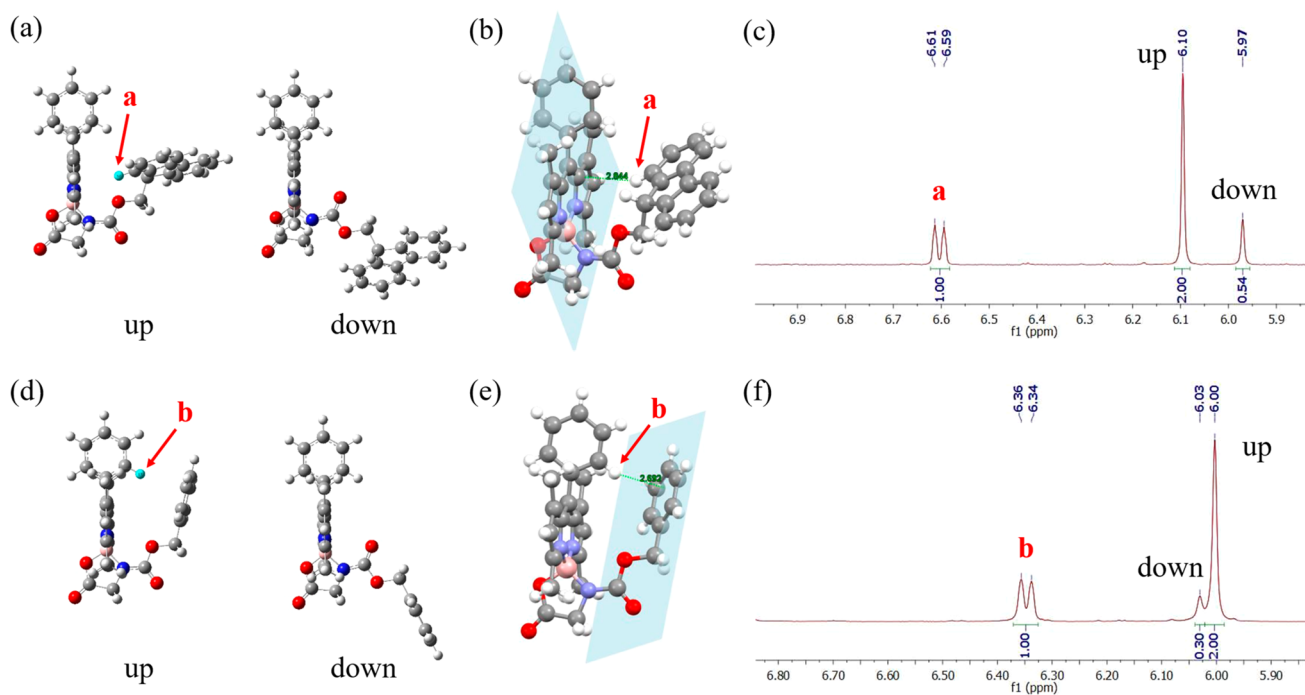 (a)
a
up
down
(b)
a
(c)
6.61
6.59
6.10
5.97
up
down
a
1.00
2.00
0.54
6.9 6.8 6.7 6.6 6.5 6.4 6.3 6.2 6.1 6.0 5.9
f1 (ppm)
(d)
b
up
down
(e)
b
(f)
6.36
6.34
6.03
6.00
up
down
b
1.00
0.30
2.00
6.80 6.70 6.60 6.50 6.40 6.30 6.20 6.10 6.00 5.90
f1 (ppm)